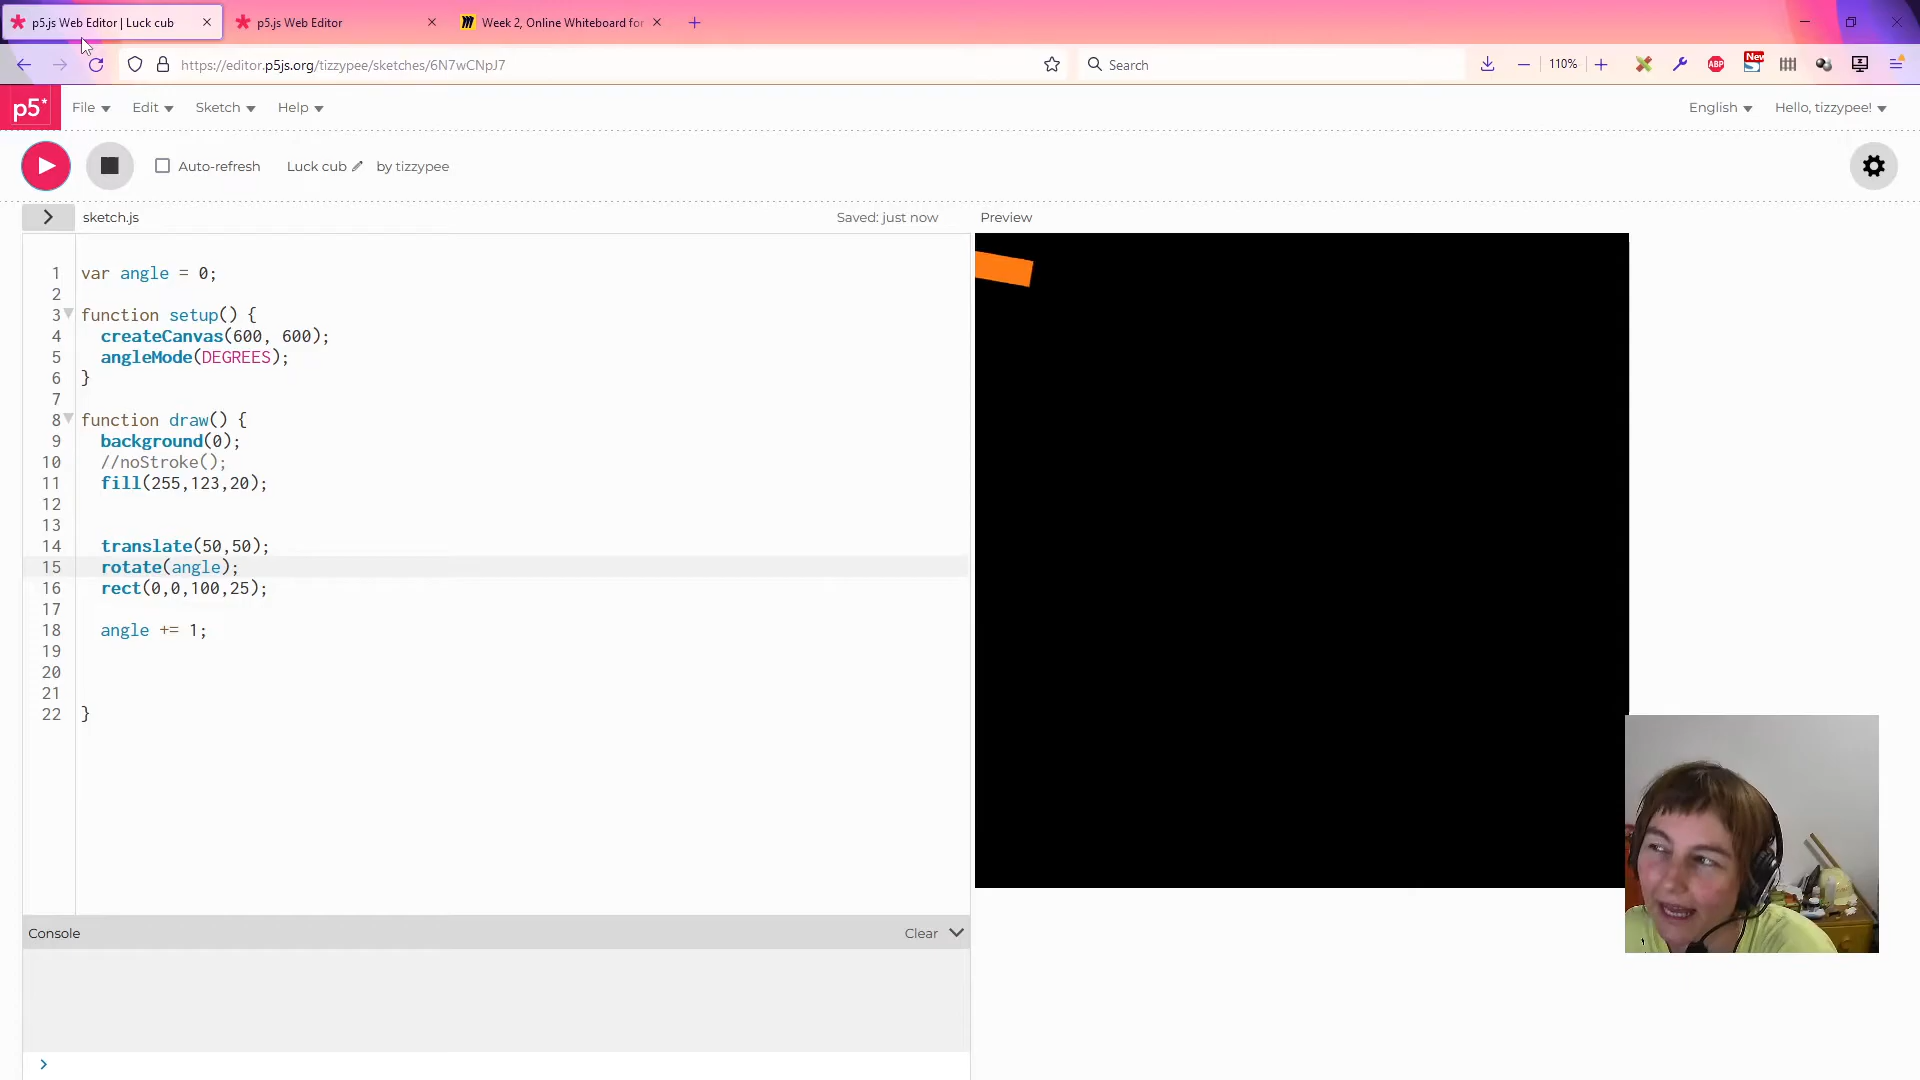 p5.js Web Editor | Luck cub
p5.js Web Editor
Week 2, Online Whiteboard for
https://editor.p5js.org/tizzypee/sketches/6N7wCNpJ7
Search
110%
ABP
New
p5*
File
Edit
Sketch
Help
English
Hello, tizzypee!
Auto-refresh
Luck cub
by tizzypee
sketch.js
Saved: just now
Preview
1 var angle = 0;
2
3 function setup() {
4 createCanvas(600, 600);
5 angleMode(DEGREES);
6 }
7
8 function draw() {
9 background(0);
10 //noStroke();
11 fill(255,123,20);
12
13
14 translate(50,50);
15 rotate(angle);
16 rect(0,0,100,25);
17
18 angle += 1;
19
20
21
22 }
Console
Clear
>